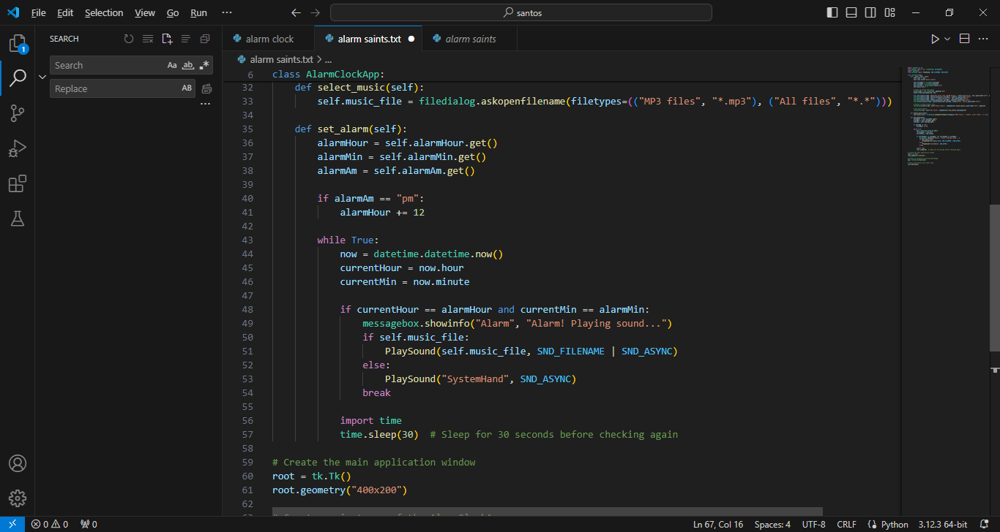 File Edit Selection View Go Run ···
santos
SEARCH
alarm clock
alarm saints.txt
alarm saints
1
Search Aa ab .*
Replace AB
alarm saints.txt > ...
6 class AlarmClockApp:
32 def select_music(self):
33 self.music_file = filedialog.askopenfilename(filetypes=(("MP3 files", "*.mp3"), ("All files", "*.*")))
34
35 def set_alarm(self):
36 alarmHour = self.alarmHour.get()
37 alarmMin = self.alarmMin.get()
38 alarmAm = self.alarmAm.get()
39
40 if alarmAm == "pm":
41 alarmHour += 12
42
43 while True:
44 now = datetime.datetime.now()
45 currentHour = now.hour
46 currentMin = now.minute
47
48 if currentHour == alarmHour and currentMin == alarmMin:
49 messagebox.showinfo("Alarm", "Alarm! Playing sound...")
50 if self.music_file:
51 PlaySound(self.music_file, SND_FILENAME | SND_ASYNC)
52 else:
53 PlaySound("SystemHand", SND_ASYNC)
54 break
55
56 import time
57 time.sleep(30) # Sleep for 30 seconds before checking again
58
59 # Create the main application window
60 root = tk.Tk()
61 root.geometry("400x200")
62
0 0 0 Ln 67, Col 16 Spaces: 4 UTF-8 CRLF Python 3.12.3 64-bit